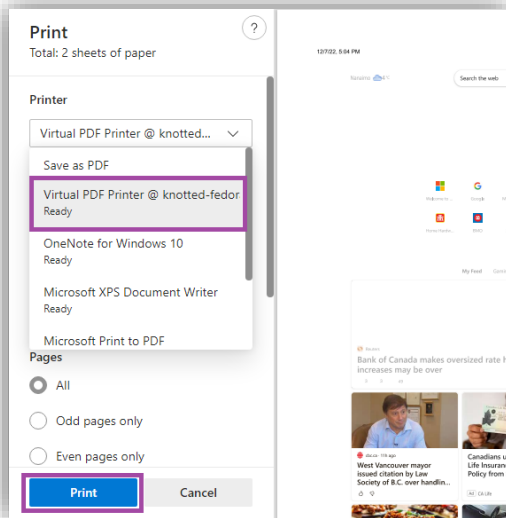 Print
?
Total: 2 sheets of paper
Printer
Virtual PDF Printer @ knotted...
Save as PDF
Virtual PDF Printer @ knotted-fedor
Ready
OneNote for Windows 10
Ready
Microsoft XPS Document Writer
Ready
Microsoft Print to PDF
Pages
All
Odd pages only
Even pages only
Print
Cancel
12/7/22, 5:04 PM
Nanaimo
Search the web
Google
My Feed
Bank of Canada makes oversized rate h
increases may be over
West Vancouver mayor
issued citation by Law
Society of B.C. over handlin...
Canadians u
Life Insuran
Policy from
Ad